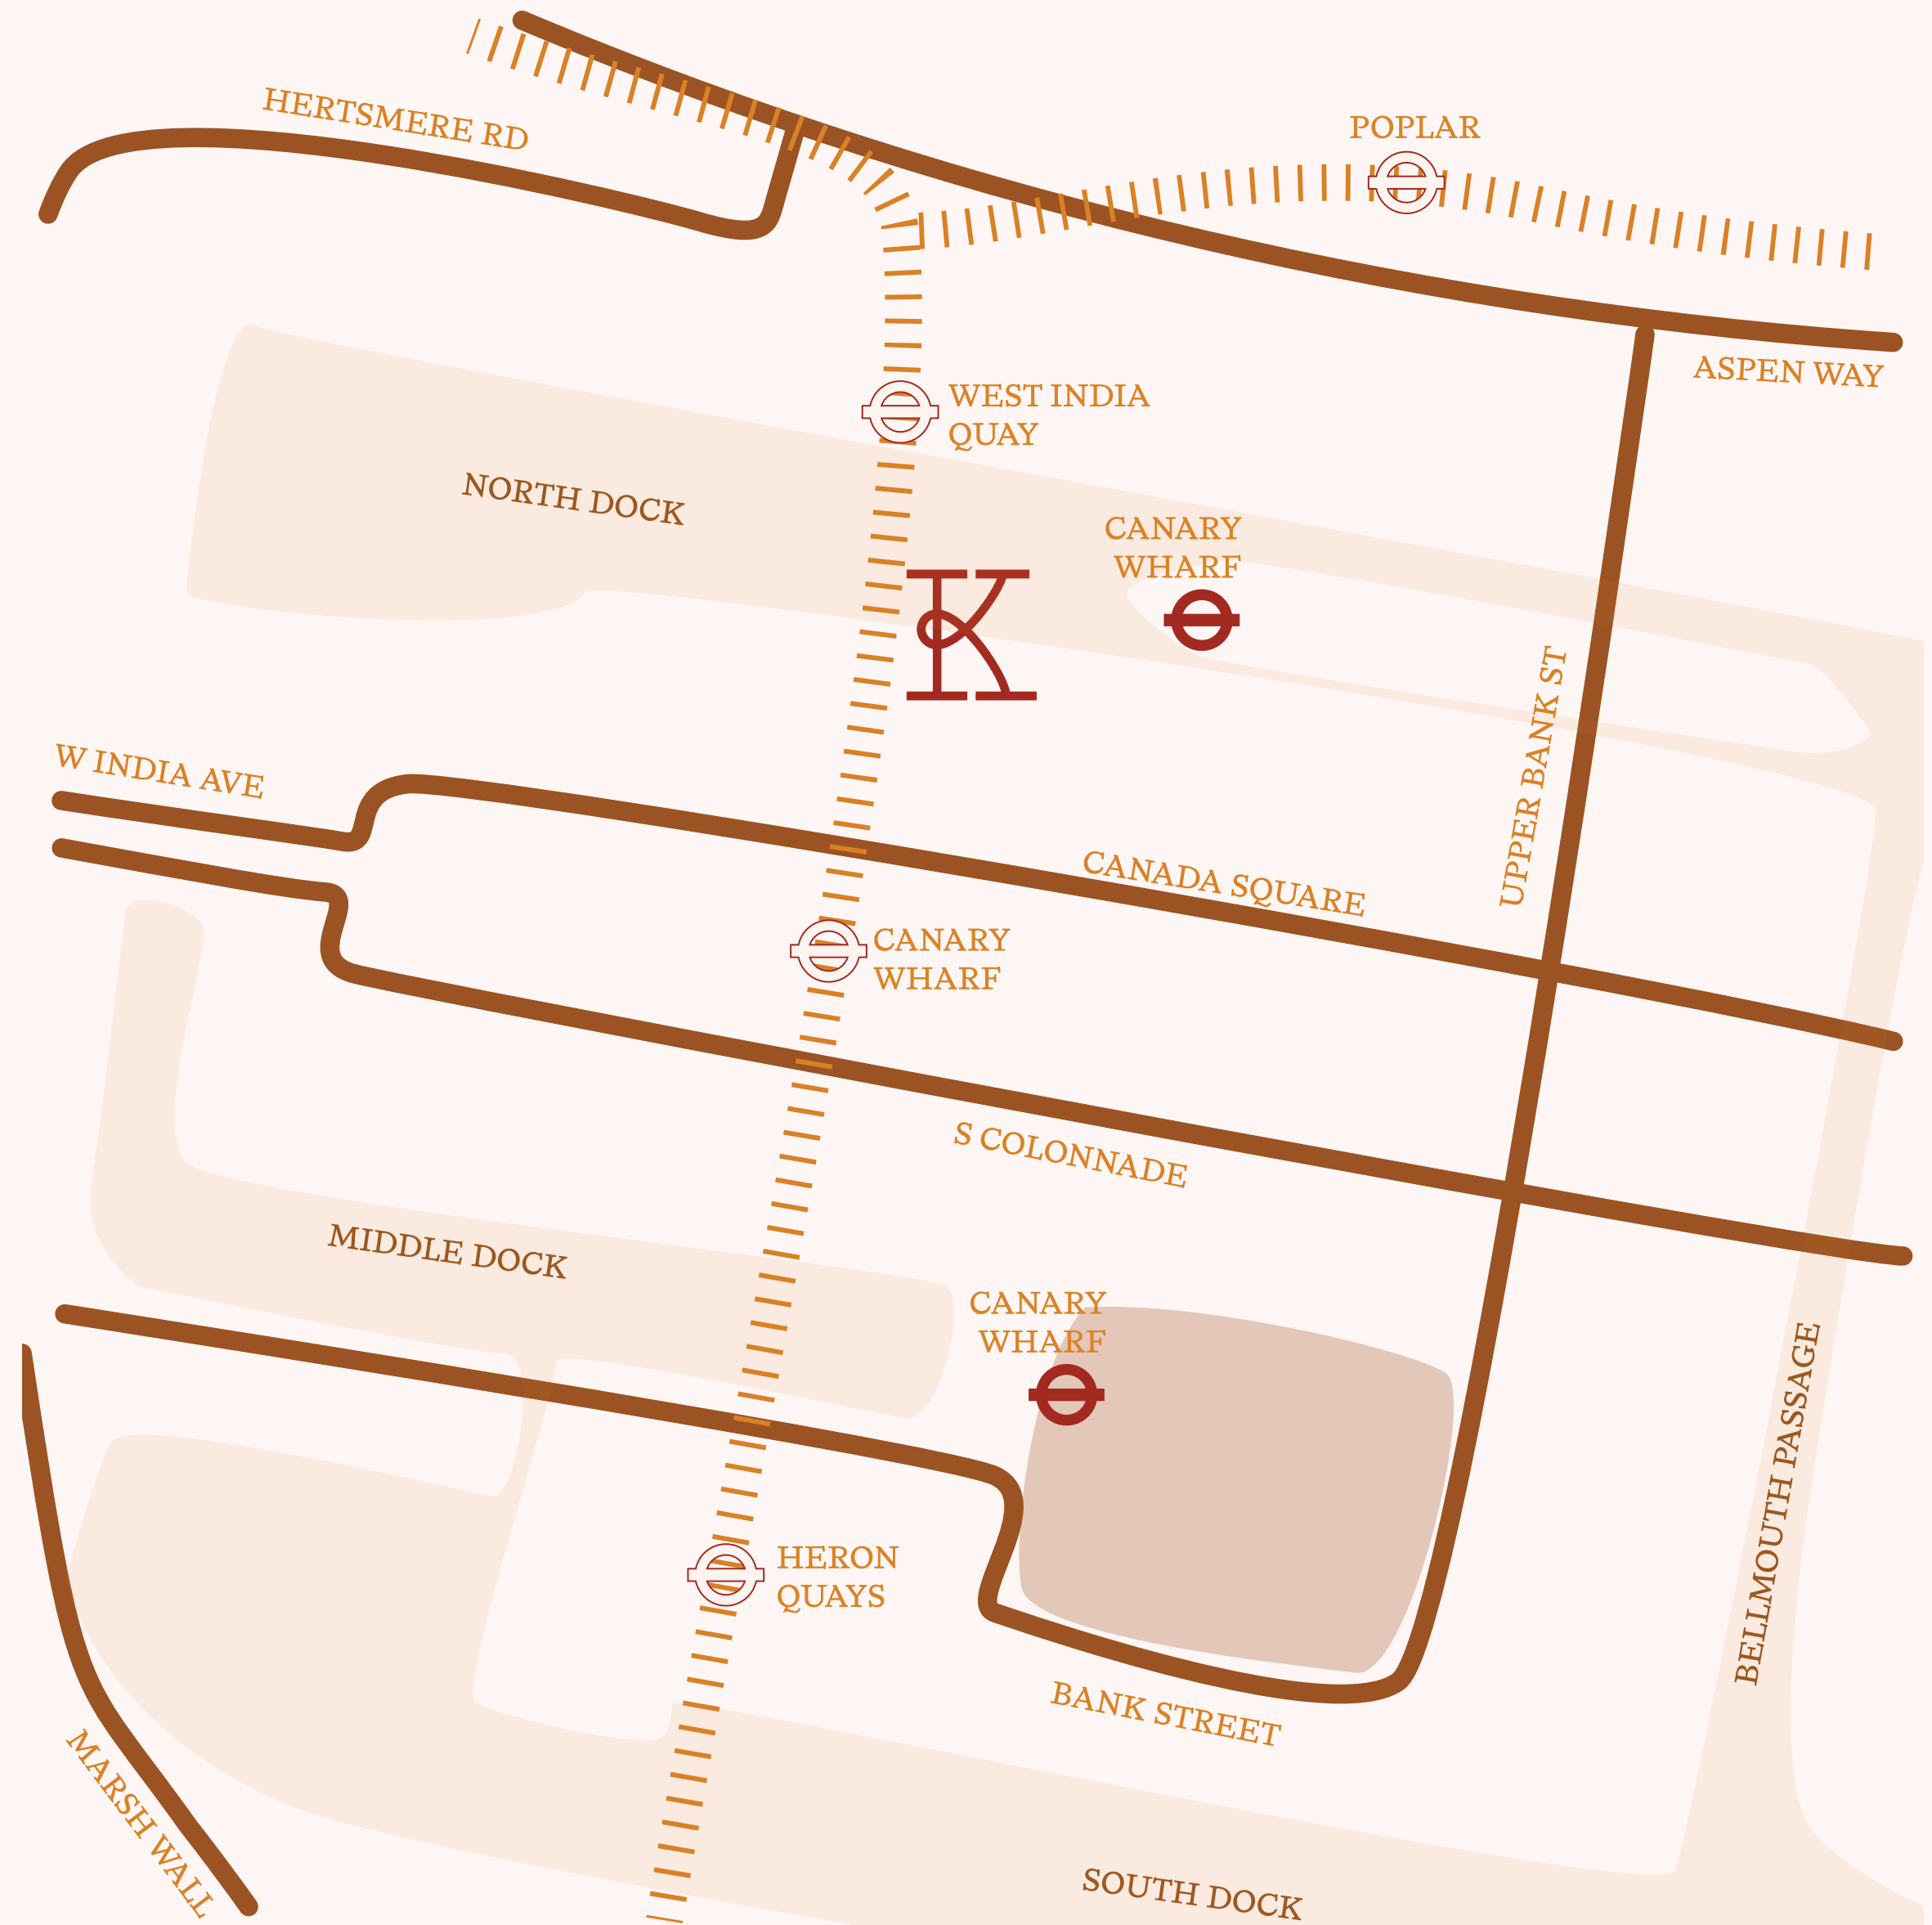 HERTSMERE RD
POPLAR
ASPEN WAY
WEST INDIA
QUAY
NORTH DOCK
CANARY
WHARF
K
UPPER BANK ST
W INDIA AVE
CANADA SQUARE
CANARY
WHARF
S COLONNADE
MIDDLE DOCK
CANARY
WHARF
BELLMOUTH PASSAGE
HERON
QUAYS
BANK STREET
MARSH WALL
SOUTH DOCK